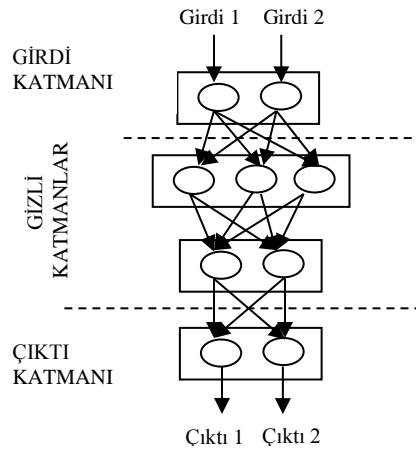 Girdi 1 Girdi 2
GİRDİ
KATMANI
GİZLİ
KATMANLAR
ÇIKTI
KATMANI
Çıktı 1 Çıktı 2